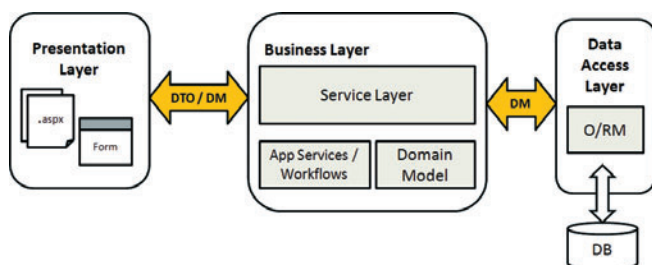 Presentation
Layer
.aspx
Form
DTO / DM
Business Layer
Service Layer
App Services /
Workflows
Domain
Model
DM
Data
Access
Layer
O/RM
DB